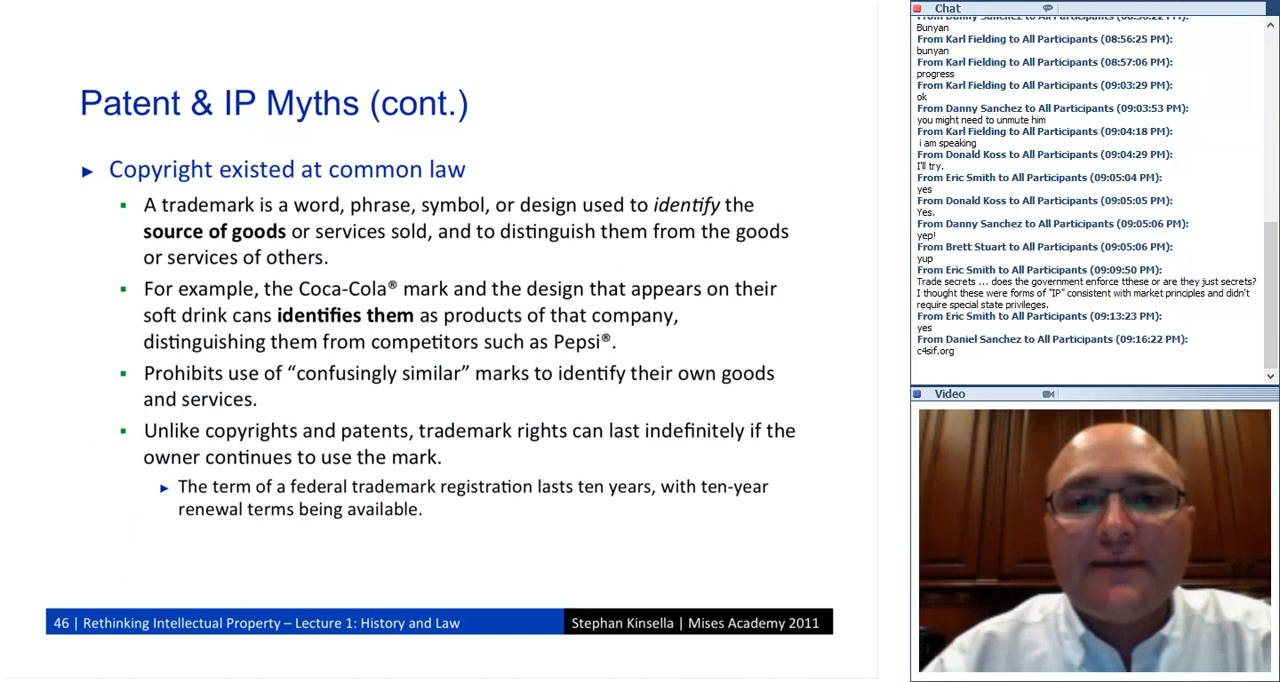 Patent & IP Myths (cont.)
► Copyright existed at common law
▪ A trademark is a word, phrase, symbol, or design used to identify the
source of goods or services sold, and to distinguish them from the goods
or services of others.
▪ For example, the Coca-Cola® mark and the design that appears on their
soft drink cans identifies them as products of that company,
distinguishing them from competitors such as Pepsi®.
▪ Prohibits use of “confusingly similar” marks to identify their own goods
and services.
▪ Unlike copyrights and patents, trademark rights can last indefinitely if the
owner continues to use the mark.
► The term of a federal trademark registration lasts ten years, with ten-year
renewal terms being available.
46 | Rethinking Intellectual Property – Lecture 1: History and Law
Stephan Kinsella | Mises Academy 2011
Chat
From Danny Sanchez to All Participants (08:56:22 PM):
Bunyan
From Karl Fielding to All Participants (08:56:25 PM):
bunyan
From Karl Fielding to All Participants (08:57:06 PM):
progress
From Karl Fielding to All Participants (09:03:29 PM):
ok
From Danny Sanchez to All Participants (09:03:53 PM):
you might need to unmute him
From Karl Fielding to All Participants (09:04:18 PM):
i am speaking
From Donald Koss to All Participants (09:04:29 PM):
I'll try.
From Eric Smith to All Participants (09:05:04 PM):
yes
From Donald Koss to All Participants (09:05:05 PM):
Yes.
From Danny Sanchez to All Participants (09:05:06 PM):
yep!
From Brett Stuart to All Participants (09:05:06 PM):
yup
From Eric Smith to All Participants (09:09:50 PM):
Trade secrets ... does the government enforce tthese or are they just secrets?
I thought these were forms of "IP" consistent with market principles and didn't
require special state privileges.
From Eric Smith to All Participants (09:13:23 PM):
yes
From Daniel Sanchez to All Participants (09:16:22 PM):
c4sif.org
Video